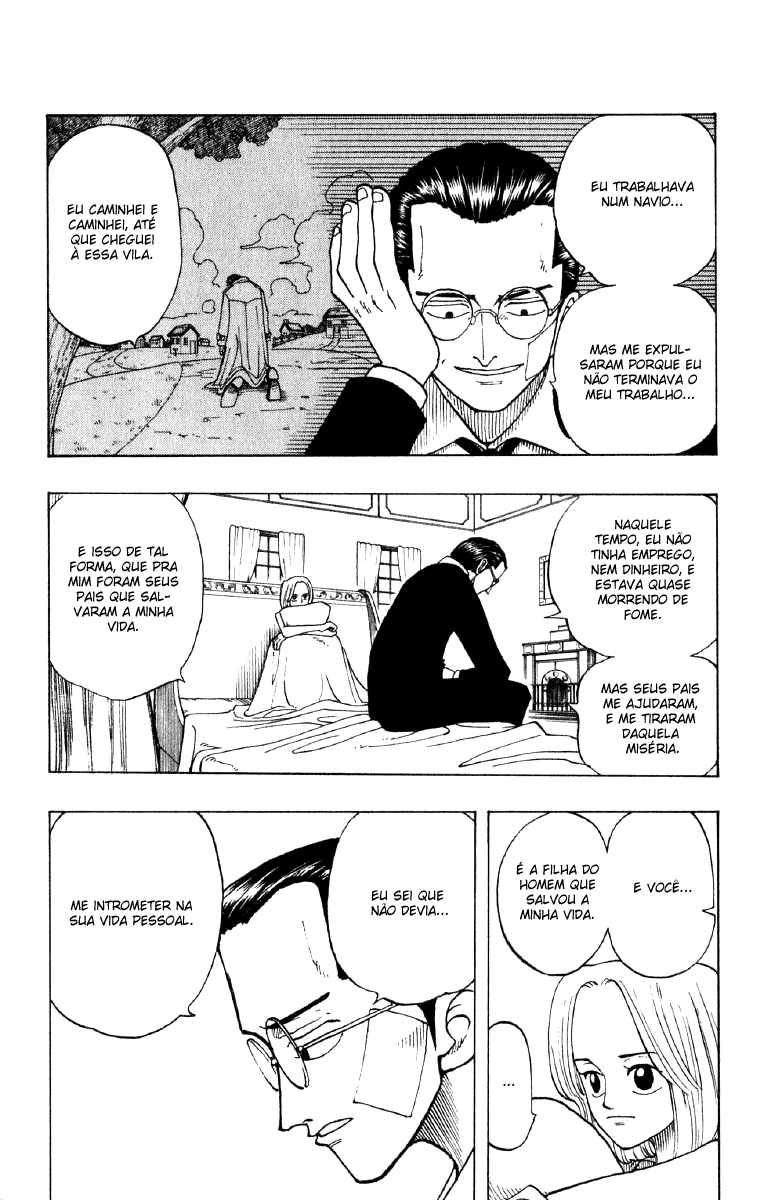 EU TRABALHAVA
NUM NAVIO...
MAS ME EXPUL-
SARAM PORQUE EU
NÃO TERMINAVA O
MEU TRABALHO...
EU CAMINHEI E
CAMINHEI, ATÉ
QUE CHEGUEI
À ESSA VILA.
NAQUELE
TEMPO, EU NÃO
TINHA EMPREGO,
NEM DINHEIRO, E
ESTAVA QUASE
MORRENDO DE
FOME.
MAS SEUS PAIS
ME AJUDARAM,
E ME TIRARAM
DAQUELA
MISÉRIA.
E ISSO DE TAL
FORMA, QUE PRA
MIM FORAM SEUS
PAIS QUE SAL-
VARAM A MINHA
VIDA.
E VOCÊ...
É A FILHA DO
HOMEM QUE
SALVOU A
MINHA VIDA.
...
EU SEI QUE
NÃO DEVIA...
ME INTROMETER NA
SUA VIDA PESSOAL.